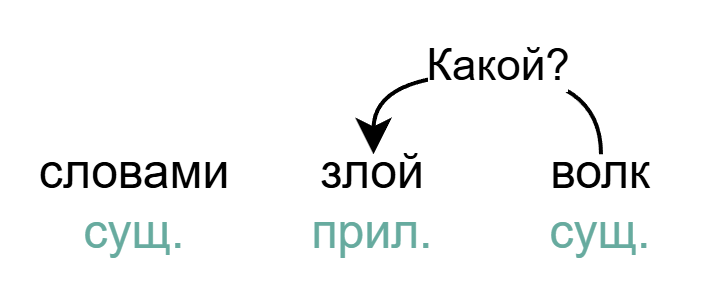 Какой?
словами злой волк
сущ. прил. сущ.